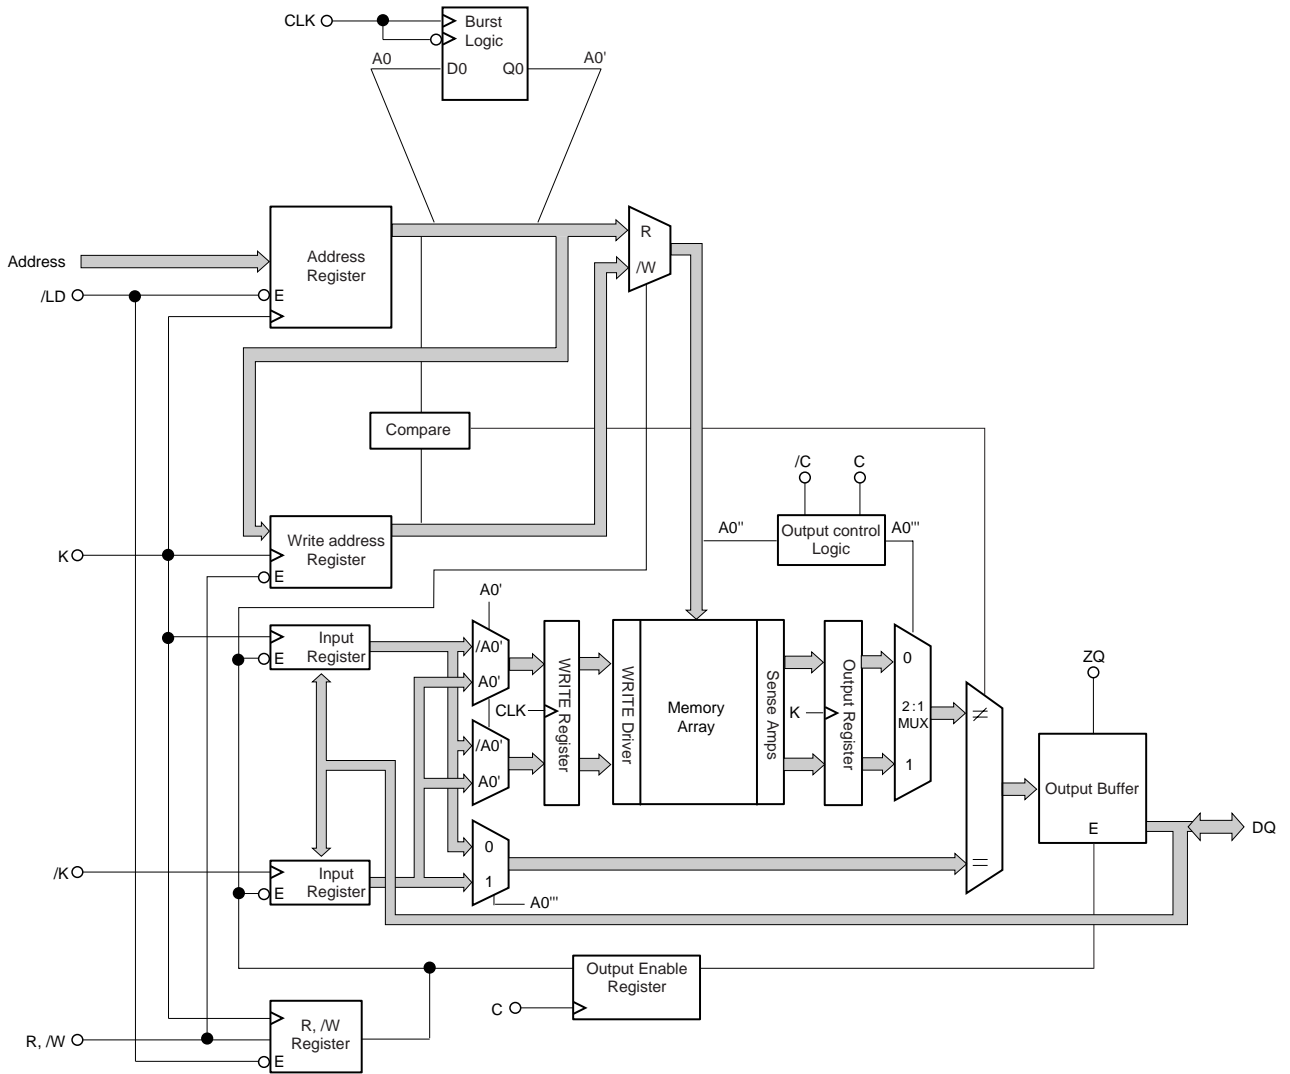 CLK
Burst
Logic
A0
D0
Q0
A0'
Address
Address
Register
/LD
E
R
/W
Compare
/C
C
A0''
Output control
Logic
A0'''
Write address
Register
K
E
A0'
Input
Register
E
/A0'
A0'
CLK
/A0'
A0'
WRITE Register
WRITE Driver
Memory
Array
Sense Amps
K
Output Register
0
2:1
MUX
1
≠
=
ZQ
Output Buffer
E
DQ
/K
Input
Register
E
0
1
A0'''
Output Enable
Register
C
R, /W
R, /W
Register
E